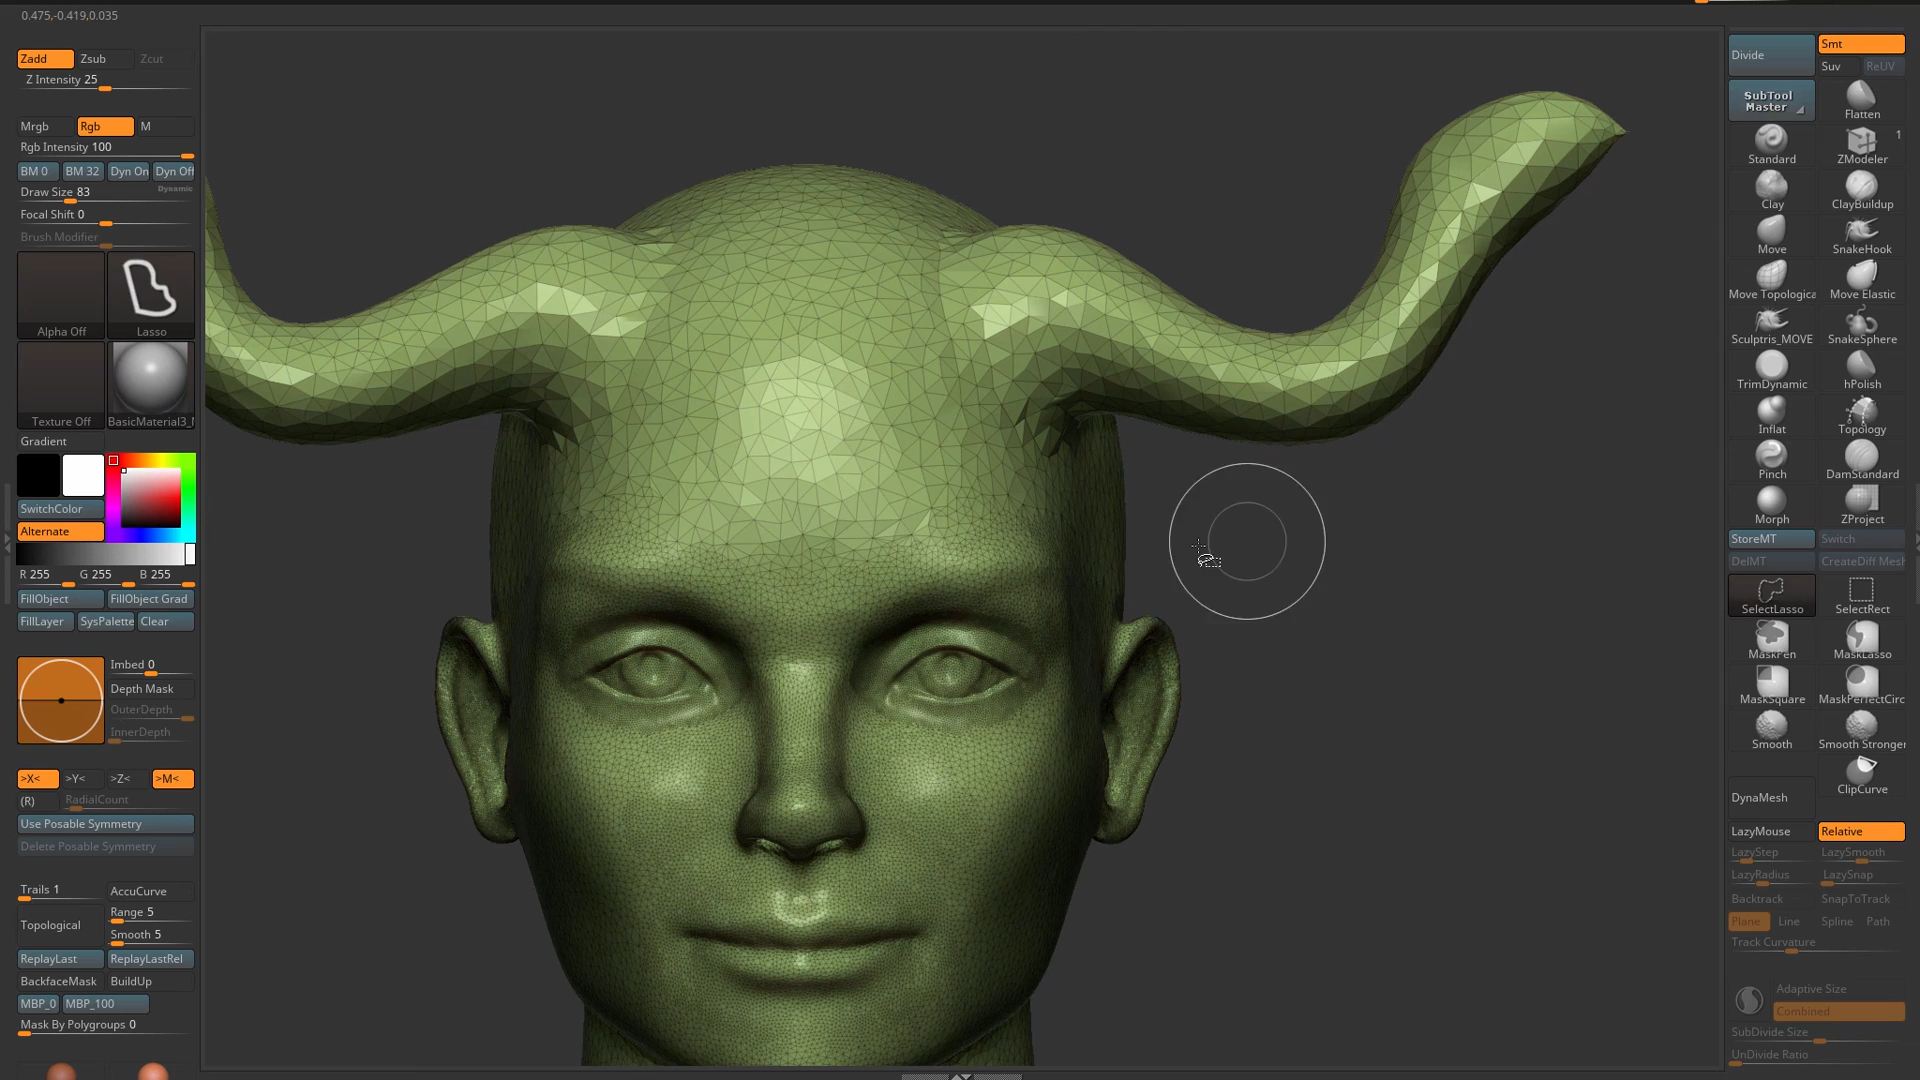 0.475,-0.419,0.035
Zadd Zsub Zcut
Z Intensity 25
Mrgb Rgb M
Rgb Intensity 100
BM 0 BM 32 Dyn On Dyn Off
Draw Size 83 Dynamic
Focal Shift 0
Brush Modifier
Alpha Off Lasso
Texture Off BasicMaterial3_
Gradient
SwitchColor
Alternate
R 255 G 255 B 255
FillObject FillObject Grad
FillLayer SysPalette Clear
Imbed 0
Depth Mask
OuterDepth
InnerDepth
>X< >Y< >Z< >M<
(R) RadialCount
Use Posable Symmetry
Delete Posable Symmetry
Trails 1 AccuCurve
Range 5
Topological
Smooth 5
ReplayLast ReplayLastRel
BackfaceMask BuildUp
MBP_0 MBP_100
Mask By Polygroups 0
Divide Smt
Suv ReUV
SubTool
Master
Flatten
1
Standard ZModeler
Clay ClayBuildup
Move SnakeHook
Move Topologica Move Elastic
Sculptris_MOVE SnakeSphere
TrimDynamic hPolish
Inflat Topology
Pinch DamStandard
Morph ZProject
StoreMT Switch
DelMT CreateDiff Mesh
SelectLasso SelectRect
MaskPen MaskLasso
MaskSquare MaskPerfectCirc
Smooth Smooth Stronger
ClipCurve
DynaMesh
LazyMouse Relative
LazyStep LazySmooth
LazyRadius LazySnap
Backtrack SnapToTrack
Plane Line Spline Path
Track Curvature
Adaptive Size
Combined
SubDivide Size
UnDivide Ratio